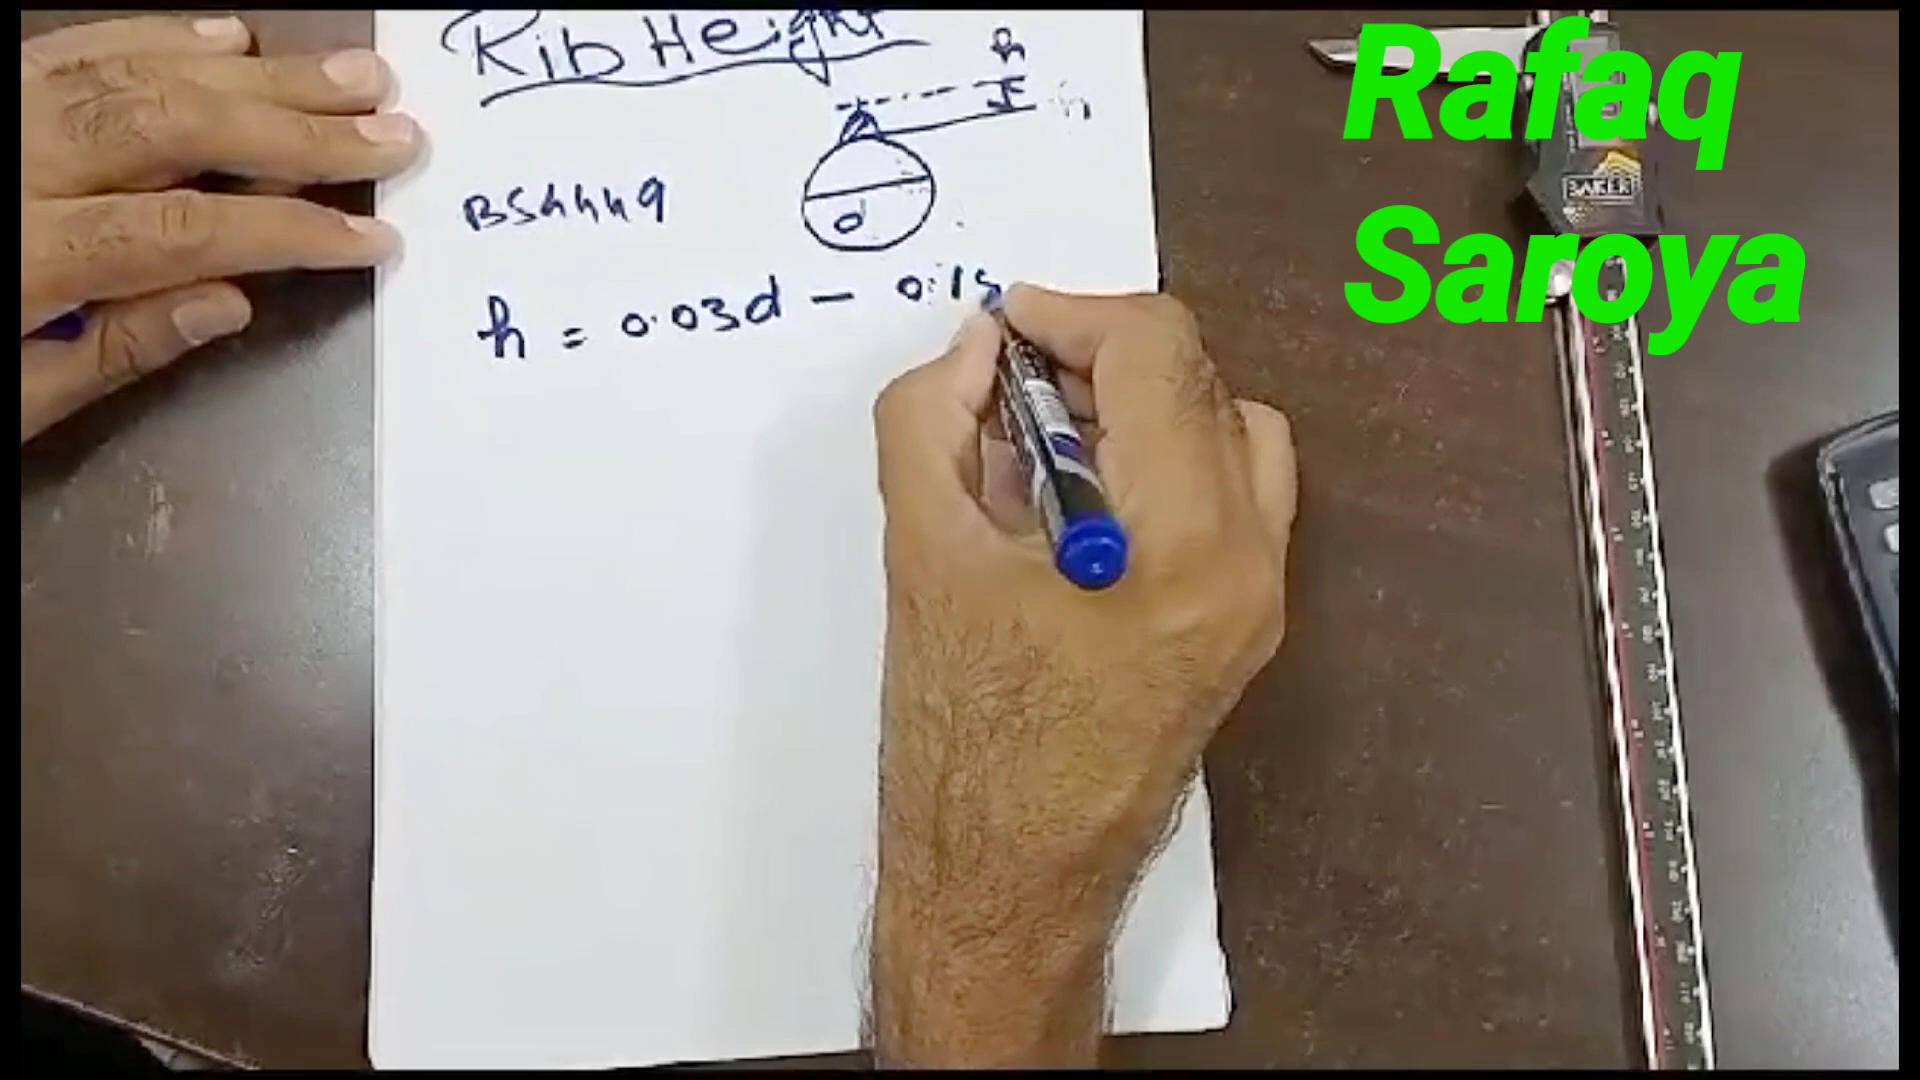 Rib Height
h
BS4449
d
h = 0.03d - 0.15
Rafaq
Saroya
BAKER